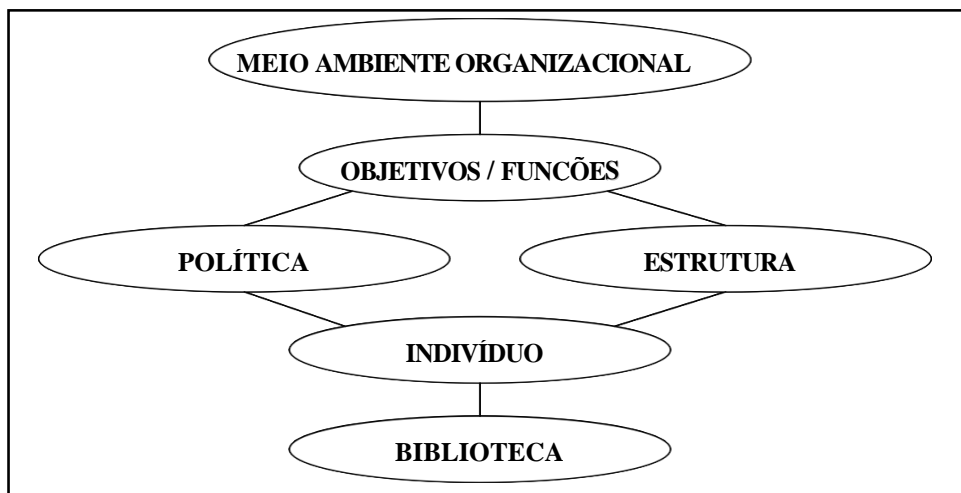 MEIO AMBIENTE ORGANIZACIONAL
OBJETIVOS / FUNCÕES
POLÍTICA
ESTRUTURA
INDIVÍDUO
BIBLIOTECA